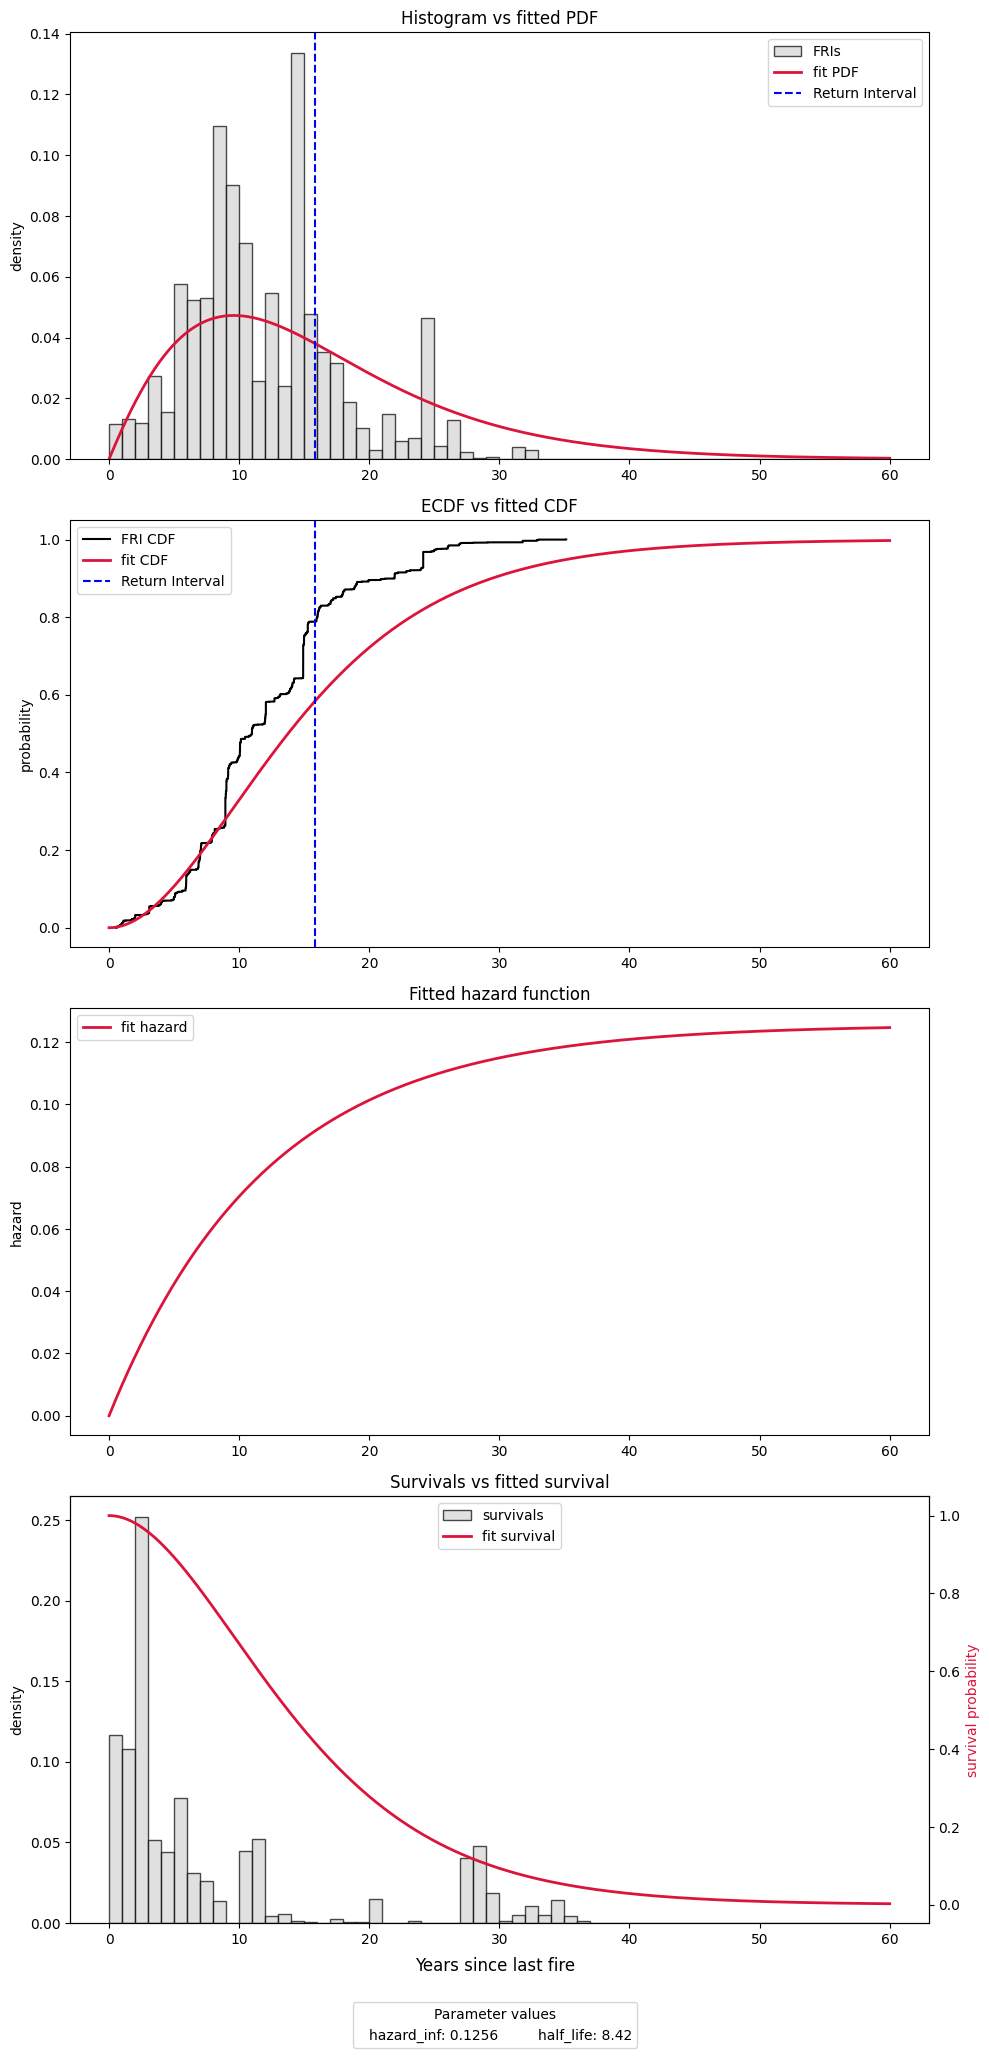 Histogram vs fitted PDF
0.14
0.12
0.10
0.08
0.06
0.04
0.02
0.00
density
FRIs
fit PDF
Return Interval
0 10 20 30 40 50 60
ECDF vs fitted CDF
1.0
0.8
0.6
0.4
0.2
0.0
probability
FRI CDF
fit CDF
Return Interval
0 10 20 30 40 50 60
Fitted hazard function
0.12
0.10
0.08
0.06
0.04
0.02
0.00
hazard
fit hazard
0 10 20 30 40 50 60
Survivals vs fitted survival
0.25
0.20
0.15
0.10
0.05
0.00
density
survivals
fit survival
1.0
0.8
0.6
0.4
0.2
0.0
survival probability
0 10 20 30 40 50 60
Years since last fire
Parameter values
hazard_inf: 0.1256 half_life: 8.42